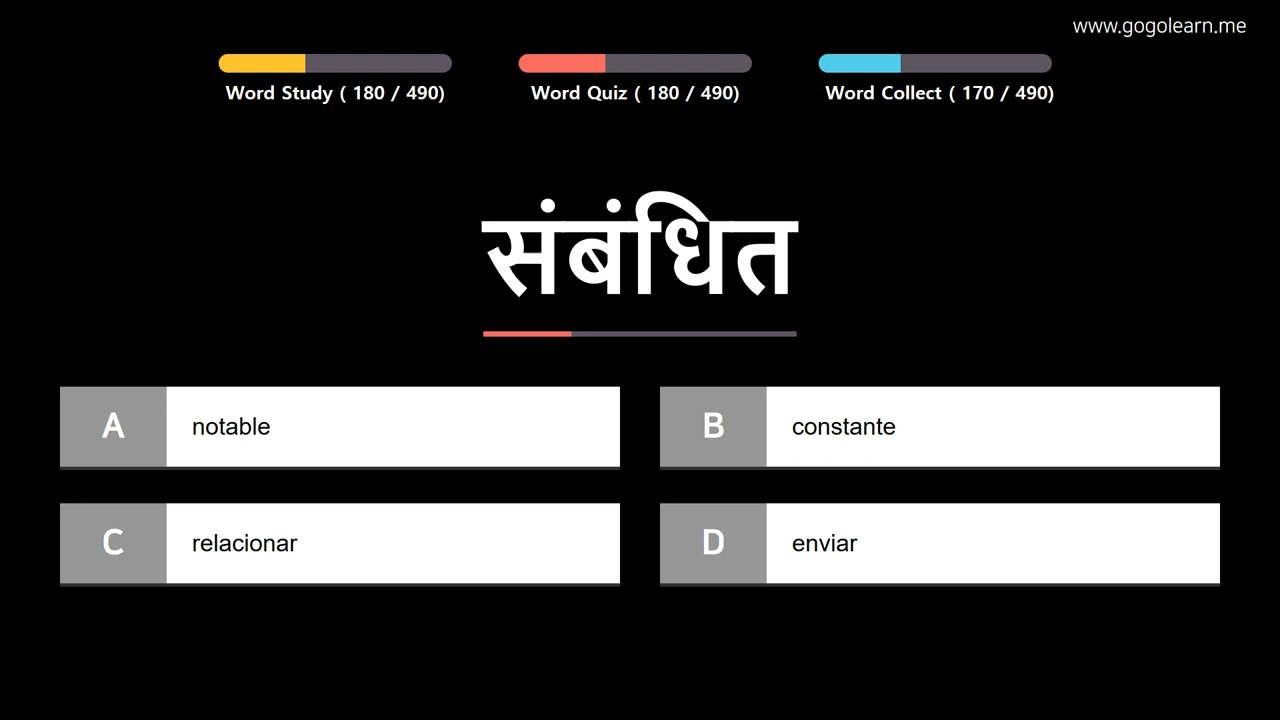 www.gogolearn.me
Word Study ( 180 / 490)
Word Quiz ( 180 / 490)
Word Collect ( 170 / 490)
संबंधित
A notable
B constante
C relacionar
D enviar